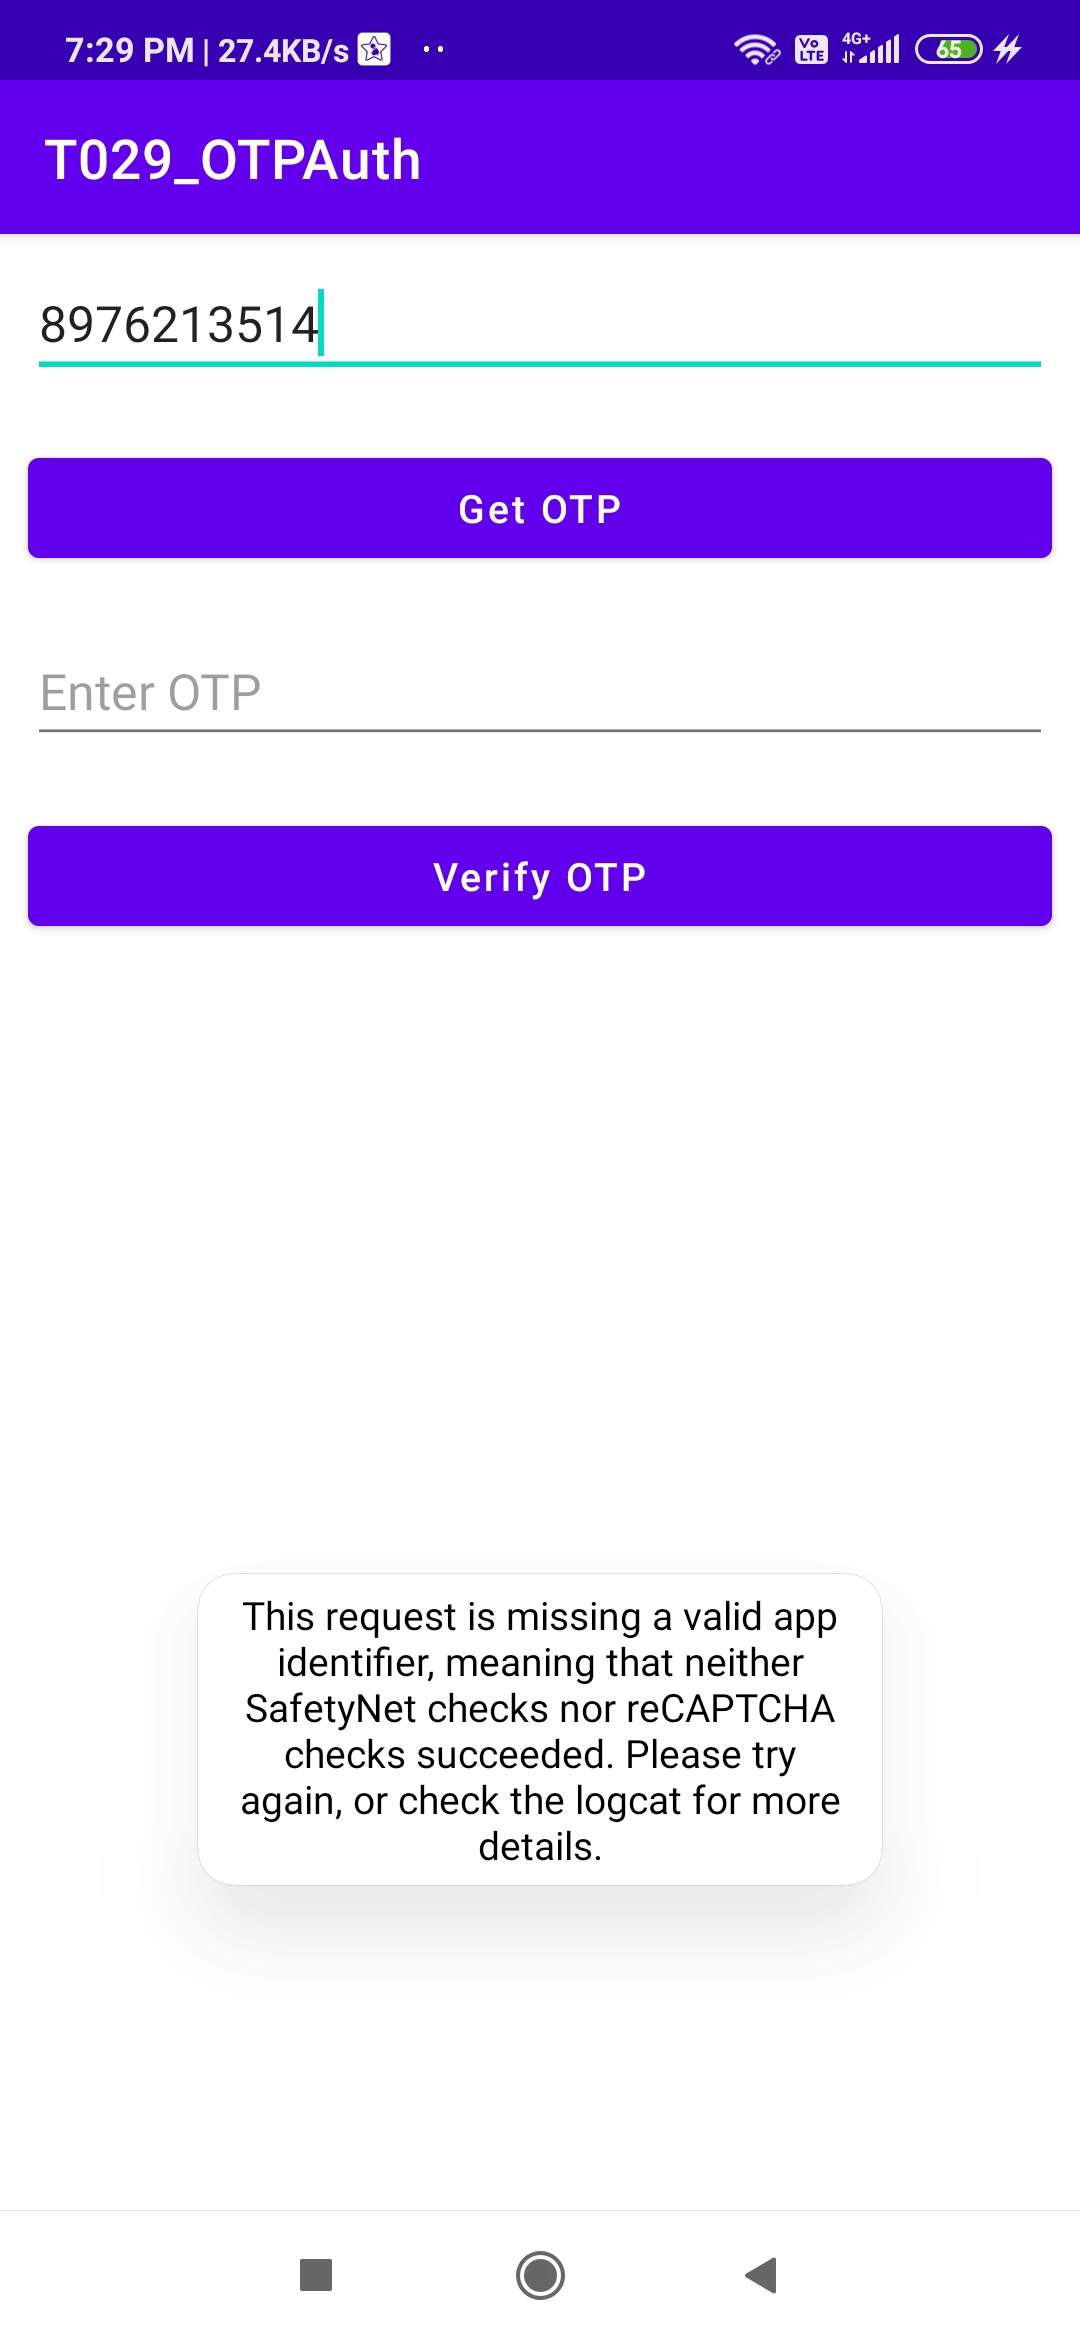 7:29 PM | 27.4KB/s
Vo LTE 4G+ 65
T029_OTPAuth
8976213514
Get OTP
Enter OTP
Verify OTP
This request is missing a valid app
identifier, meaning that neither
SafetyNet checks nor reCAPTCHA
checks succeeded. Please try
again, or check the logcat for more
details.